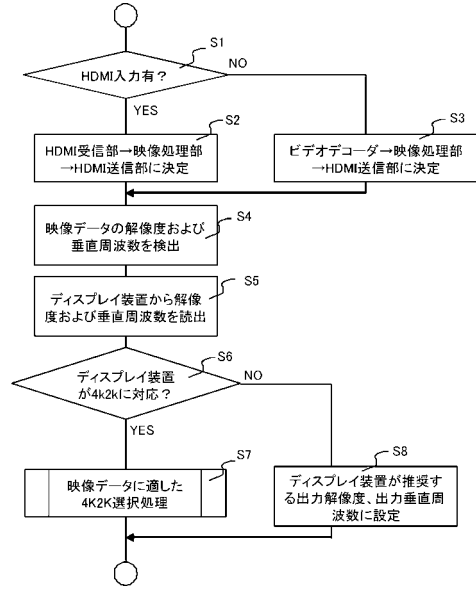 S1
HDMI入力有？
NO
YES
S2
HDMI受信部→映像処理部
→HDMI送信部に決定
S3
ビデオデコーダ→映像処理部
→HDMI送信部に決定
S4
映像データの解像度および
垂直周波数を検出
S5
ディスプレイ装置から解像
度および垂直周波数を読出
S6
ディスプレイ装置
が4k2kに対応？
NO
YES
S7
映像データに適した
4K2K選択処理
S8
ディスプレイ装置が推奨す
る出力解像度、出力垂直周
波数に設定